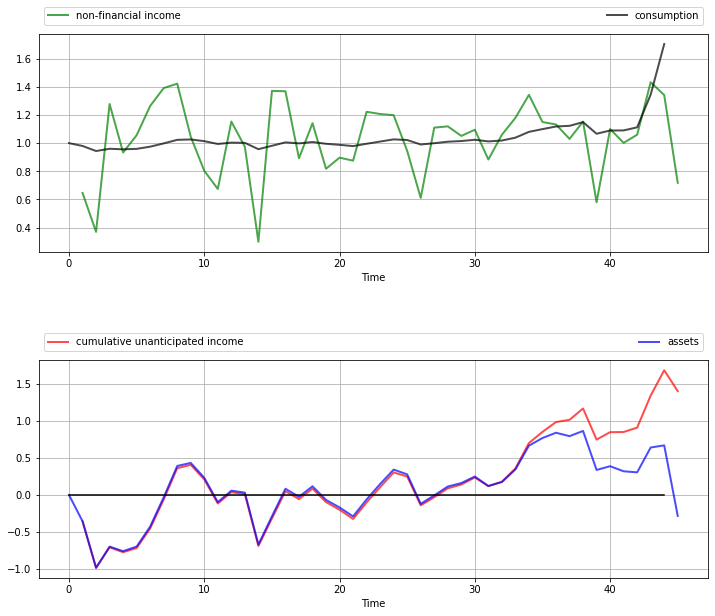 non-financial income consumption
1.6
1.4
1.2
1.0
0.8
0.6
0.4
0 10 20 30 40
Time
cumulative unanticipated income assets
1.5
1.0
0.5
0.0
−0.5
−1.0
0 10 20 30 40
Time